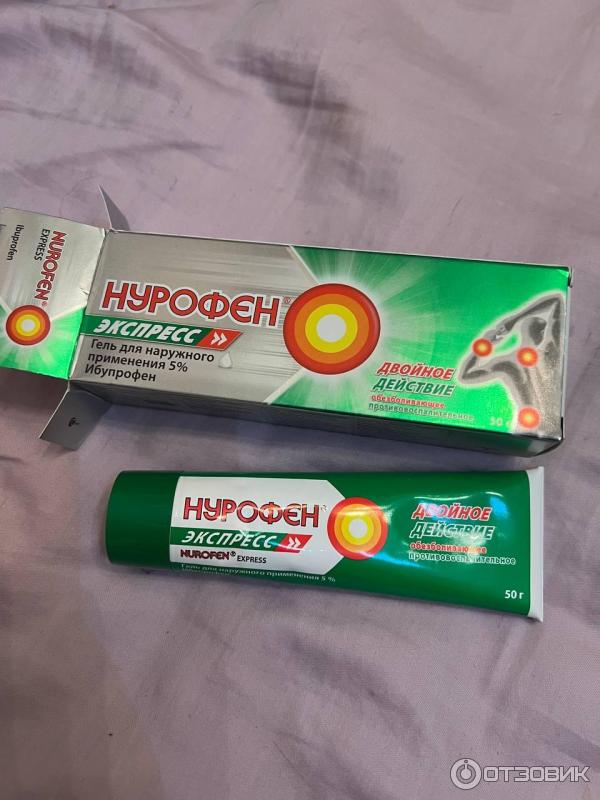 NUROFEN®
EXPRESS
Ibuprofen
НУРОФЕН®
ЭКСПРЕСС
Гель для наружного
применения 5%
Ибупрофен
ДВОЙНОЕ
ДЕЙСТВИЕ
обезболивающее
противовоспалительное
50 г
НУРОФЕН®
ЭКСПРЕСС
NUROFEN® EXPRESS
Гель для наружного применения 5 %
ДВОЙНОЕ
ДЕЙСТВИЕ
обезболивающее
противовоспалительное
50 г
ОТЗОВИК